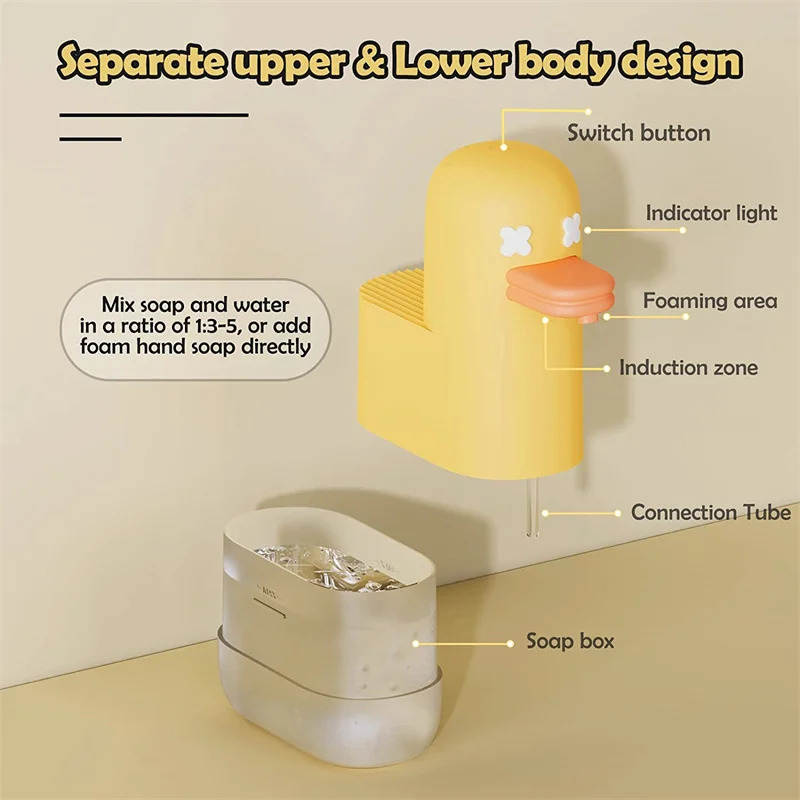 Separate upper & Lower body design
Switch button
Indicator light
Mix soap and water
in a ratio of 1:3-5, or add
foam hand soap directly
Foaming area
Induction zone
Connection Tube
MAX
Soap box